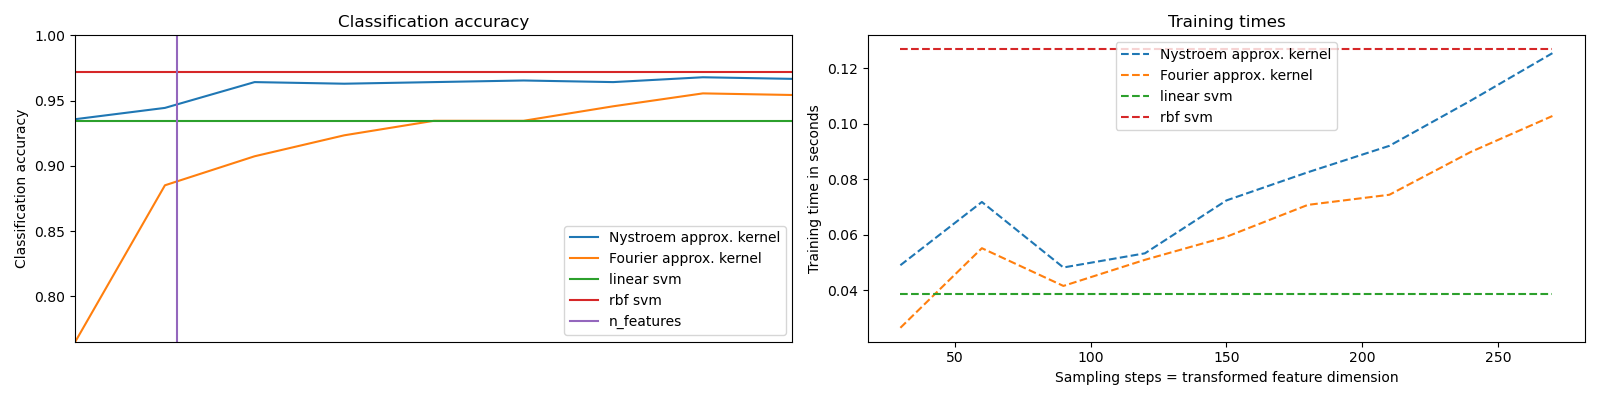 Classification accuracy
1.00
0.95
0.90
0.85
0.80
Classification accuracy
Nystroem approx. kernel
Fourier approx. kernel
linear svm
rbf svm
n_features
Training times
0.12
0.10
0.08
0.06
0.04
Training time in seconds
Nystroem approx. kernel
Fourier approx. kernel
linear svm
rbf svm
50 100 150 200 250
Sampling steps = transformed feature dimension